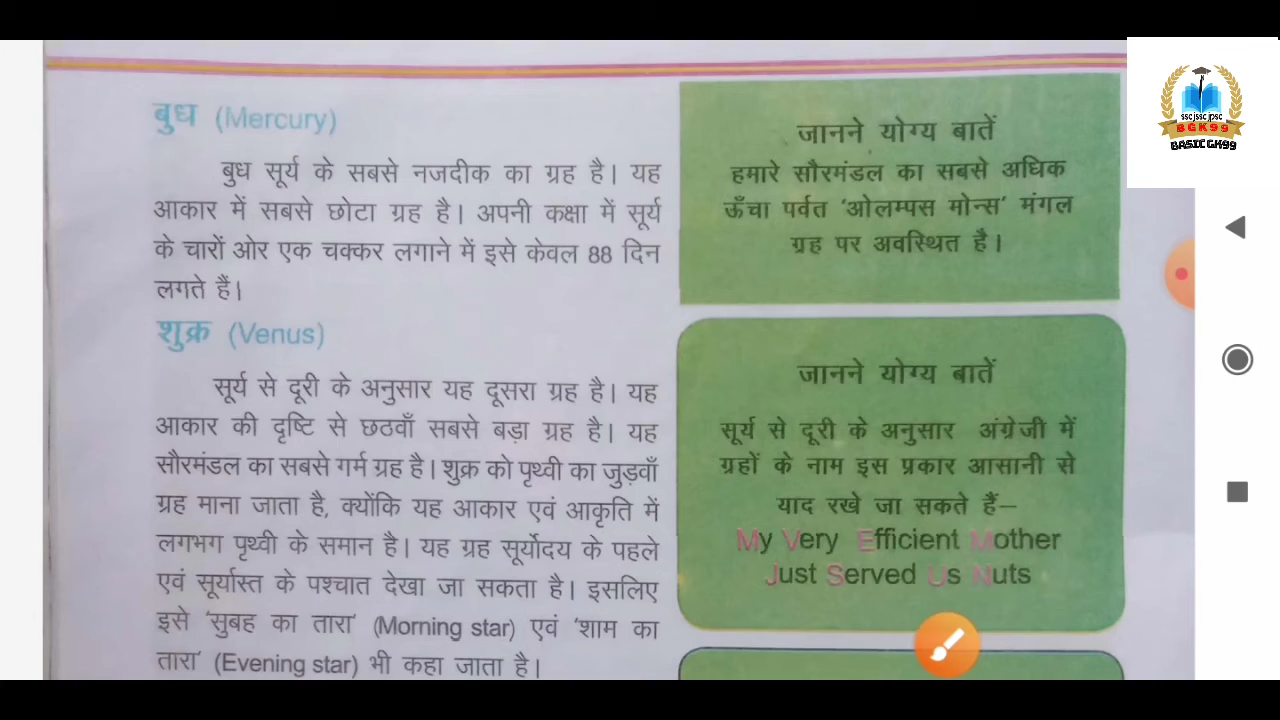 बुध (Mercury)
बुध सूर्य के सबसे नजदीक का ग्रह है। यह
आकार में सबसे छोटा ग्रह है। अपनी कक्षा में सूर्य
के चारों ओर एक चक्कर लगाने में इसे केवल 88 दिन
लगते हैं।
शुक्र (Venus)
सूर्य से दूरी के अनुसार यह दूसरा ग्रह है। यह
आकार की दृष्टि से छठवाँ सबसे बड़ा ग्रह है। यह
सौरमंडल का सबसे गर्म ग्रह है। शुक्र को पृथ्वी का जुड़वाँ
ग्रह माना जाता है, क्योंकि यह आकार एवं आकृति में
लगभग पृथ्वी के समान है। यह ग्रह सूर्योदय के पहले
एवं सूर्यास्त के पश्चात देखा जा सकता है। इसलिए
इसे 'सुबह का तारा' (Morning star) एवं 'शाम का
तारा' (Evening star) भी कहा जाता है।
जानने योग्य बातें
हमारे सौरमंडल का सबसे अधिक
ऊँचा पर्वत 'ओलम्पस मोन्स' मंगल
ग्रह पर अवस्थित है।
जानने योग्य बातें
सूर्य से दूरी के अनुसार अंग्रेजी में
ग्रहों के नाम इस प्रकार आसानी से
याद रखे जा सकते हैं–
My Very Efficient Mother
Just Served Us Nuts
ssc jssc jpsc
BGK99
BASIC GK99